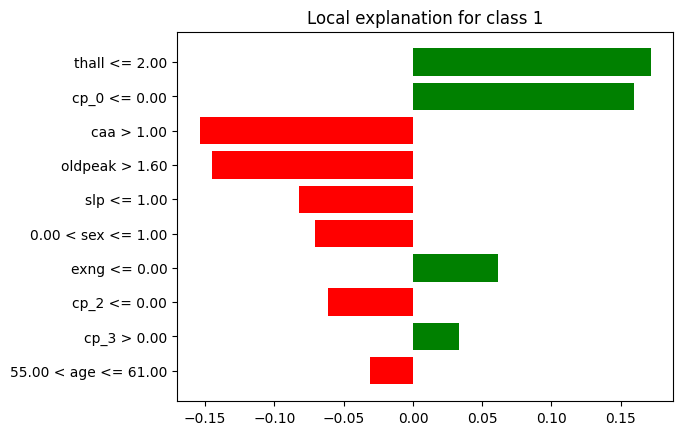 Local explanation for class 1
thall <= 2.00
cp_0 <= 0.00
caa > 1.00
oldpeak > 1.60
slp <= 1.00
0.00 < sex <= 1.00
exng <= 0.00
cp_2 <= 0.00
cp_3 > 0.00
55.00 < age <= 61.00
−0.15 −0.10 −0.05 0.00 0.05 0.10 0.15